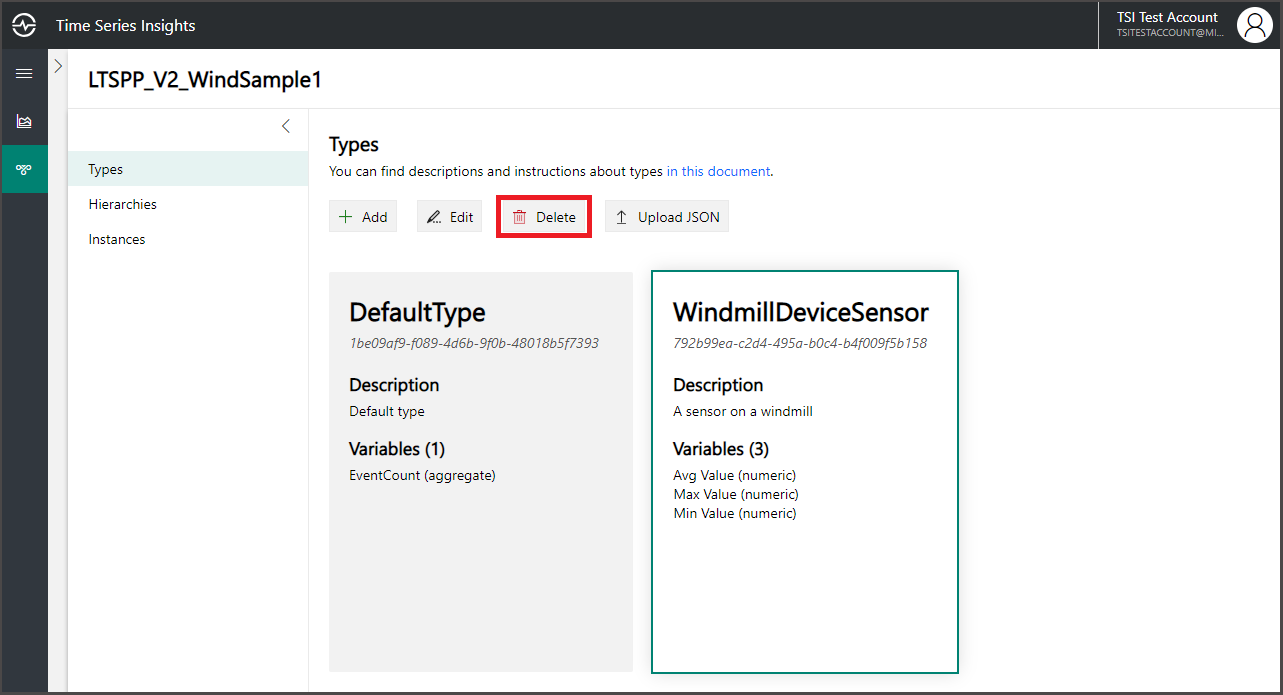 Time Series Insights
TSI Test Account
TSITESTACCOUNT@MI...
LTSPP_V2_WindSample1
Types
Hierarchies
Instances
Types
You can find descriptions and instructions about types in this document.
Add
Edit
Delete
Upload JSON
DefaultType
1be09af9-f089-4d6b-9f0b-48018b5f7393
Description
Default type
Variables (1)
EventCount (aggregate)
WindmillDeviceSensor
792b99ea-c2d4-495a-b0c4-b4f009f5b158
Description
A sensor on a windmill
Variables (3)
Avg Value (numeric)
Max Value (numeric)
Min Value (numeric)